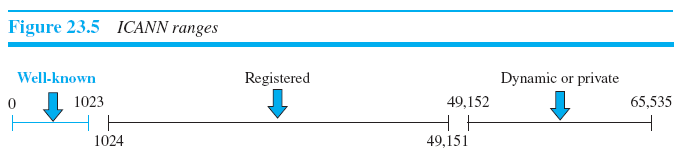 Figure 23.5 ICANN ranges
Well-known Registered Dynamic or private
0 1023 49,152 65,535
1024 49,151